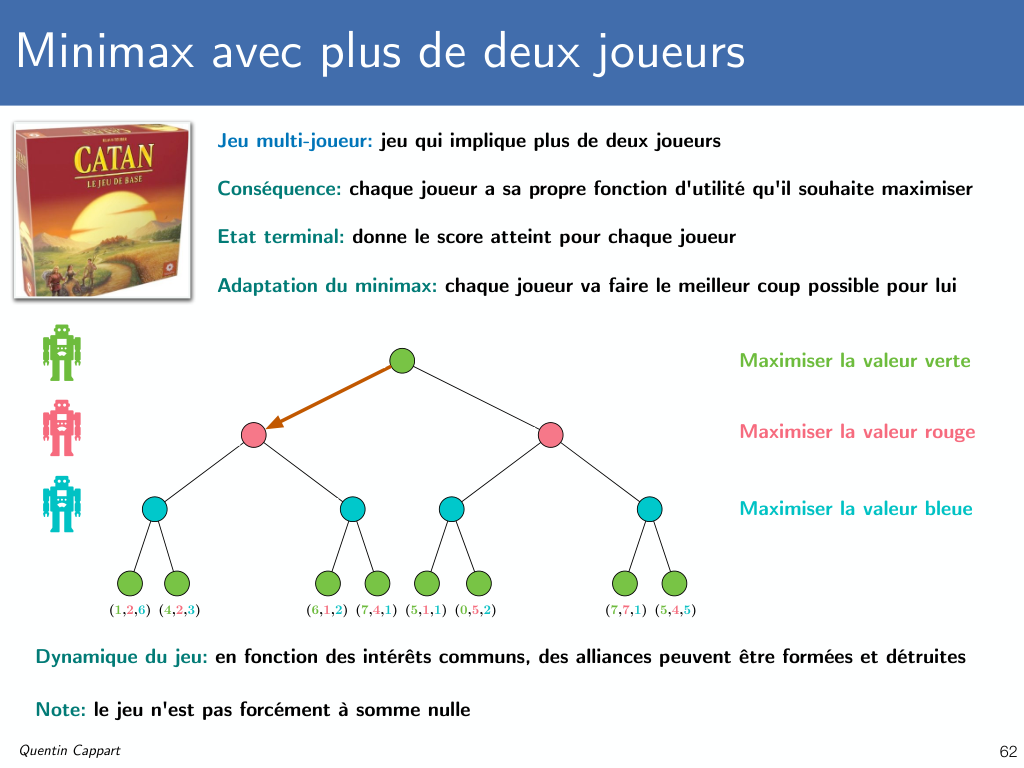 Minimax avec plus de deux joueurs
CATAN
LE JEU DE BASE
Jeu multi-joueur: jeu qui implique plus de deux joueurs
Conséquence: chaque joueur a sa propre fonction d'utilité qu'il souhaite maximiser
Etat terminal: donne le score atteint pour chaque joueur
Adaptation du minimax: chaque joueur va faire le meilleur coup possible pour lui
Maximiser la valeur verte
Maximiser la valeur rouge
Maximiser la valeur bleue
(1,2,6) (4,2,3) (6,1,2) (7,4,1) (5,1,1) (0,5,2) (7,7,1) (5,4,5)
Dynamique du jeu: en fonction des intérêts communs, des alliances peuvent être formées et détruites
Note: le jeu n'est pas forcément à somme nulle
Quentin Cappart
62